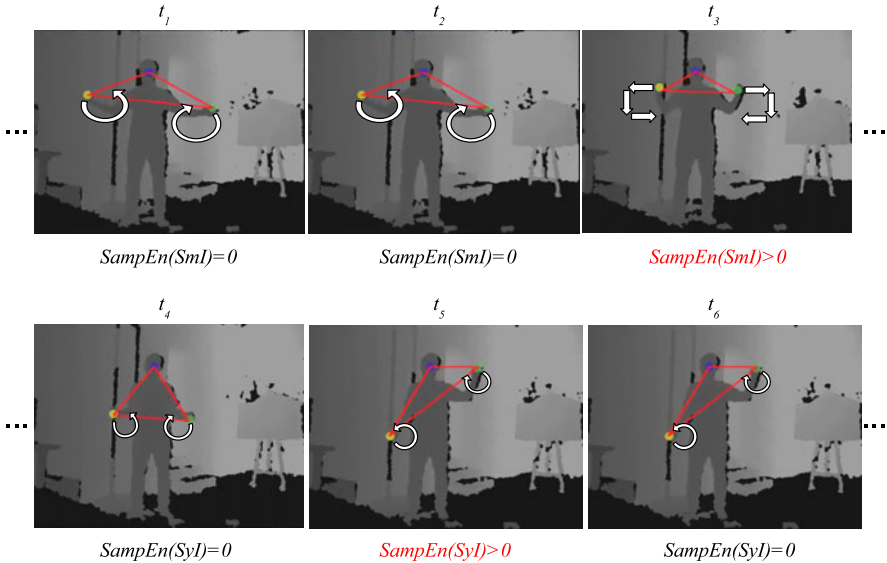 t₁ t₂ t₃
SampEn(SmI)=0 SampEn(SmI)=0 SampEn(SmI)>0
t₄ t₅ t₆
SampEn(SyI)=0 SampEn(SyI)>0 SampEn(SyI)=0